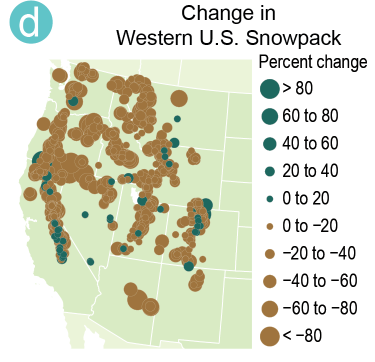 d
Change in
Western U.S. Snowpack
Percent change
> 80
60 to 80
40 to 60
20 to 40
0 to 20
0 to −20
−20 to −40
−40 to −60
−60 to −80
< −80